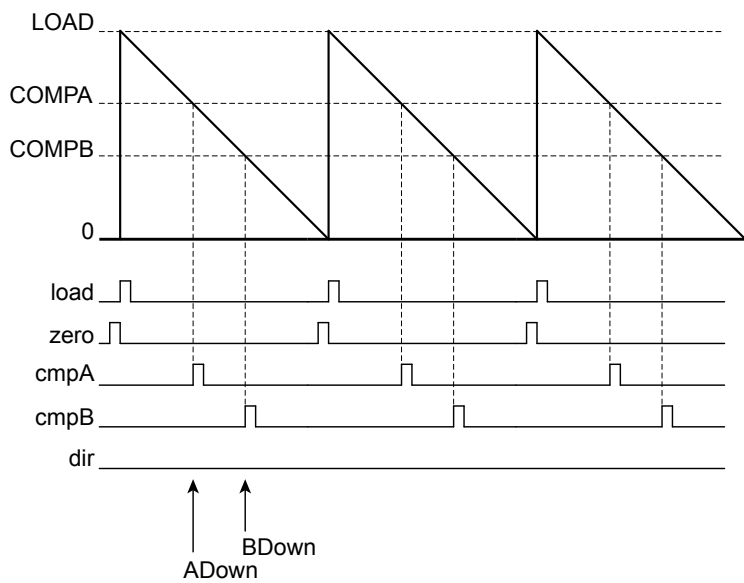 LOAD
COMPA
COMPB
0
load
zero
cmpA
cmpB
dir
BDown
ADown